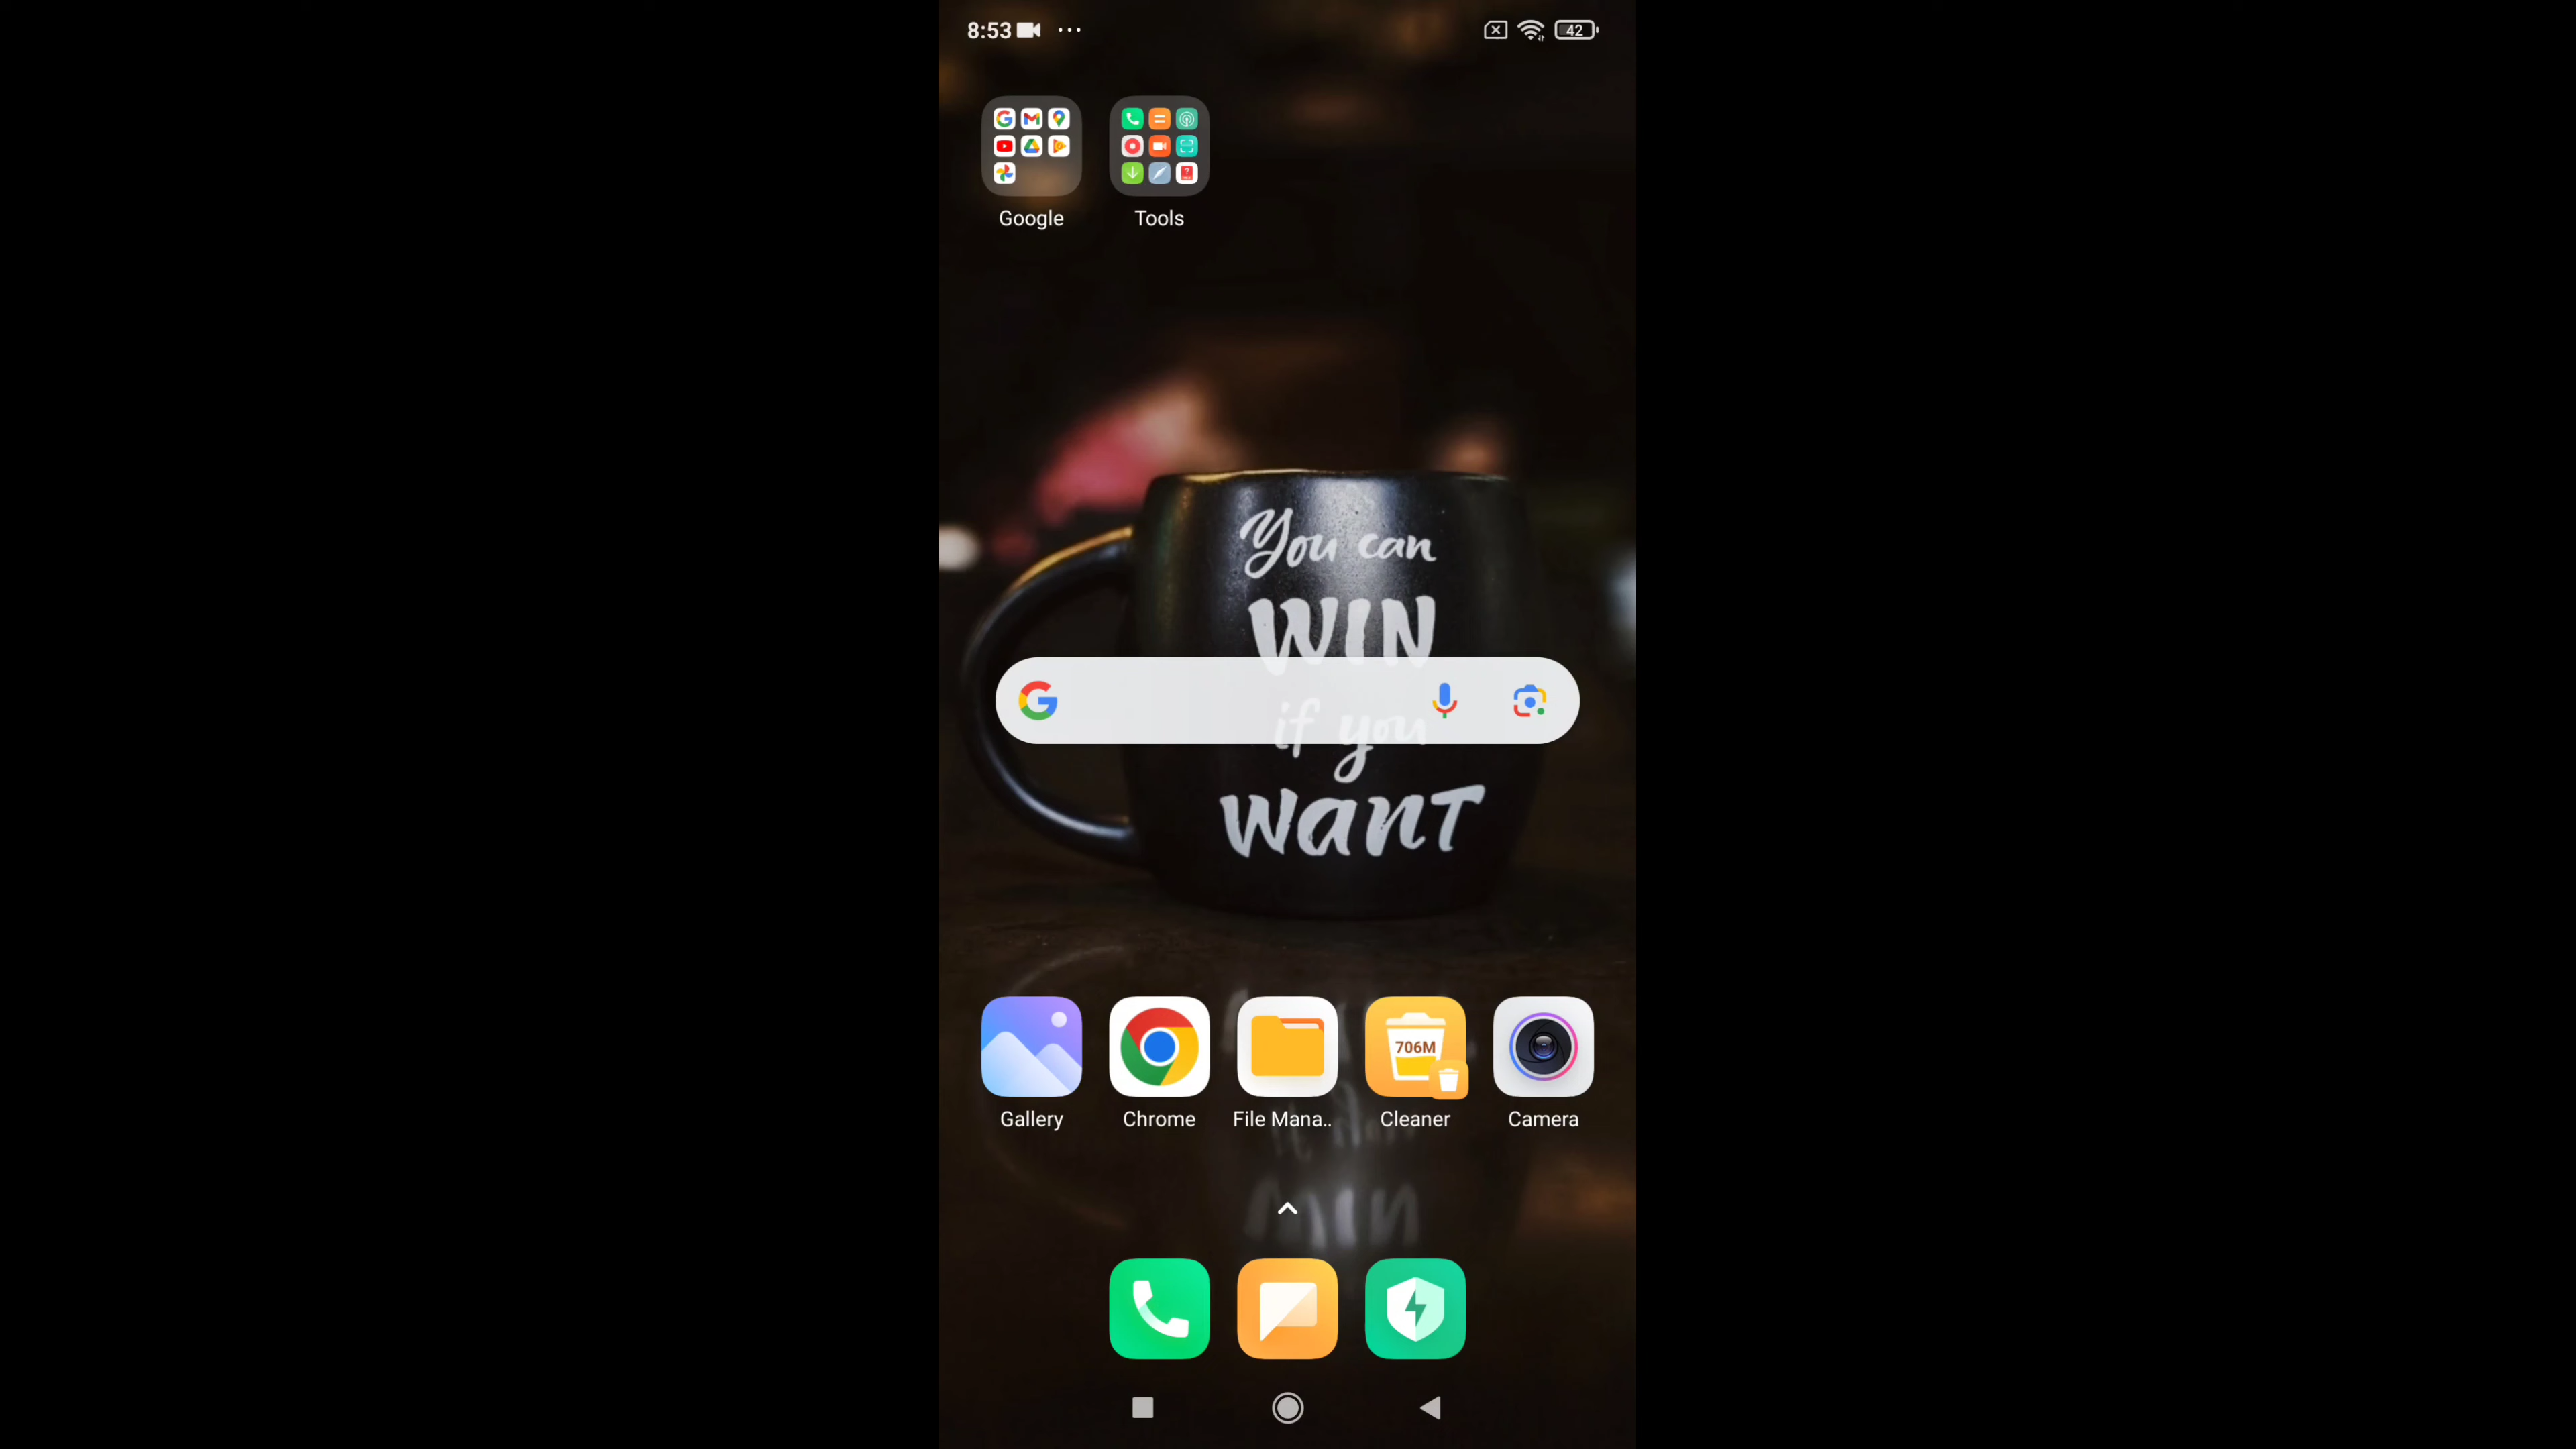 8:53
42
Google
Tools
You can
WIN
if you
WANT
706M
Gallery
Chrome
File Mana..
Cleaner
Camera